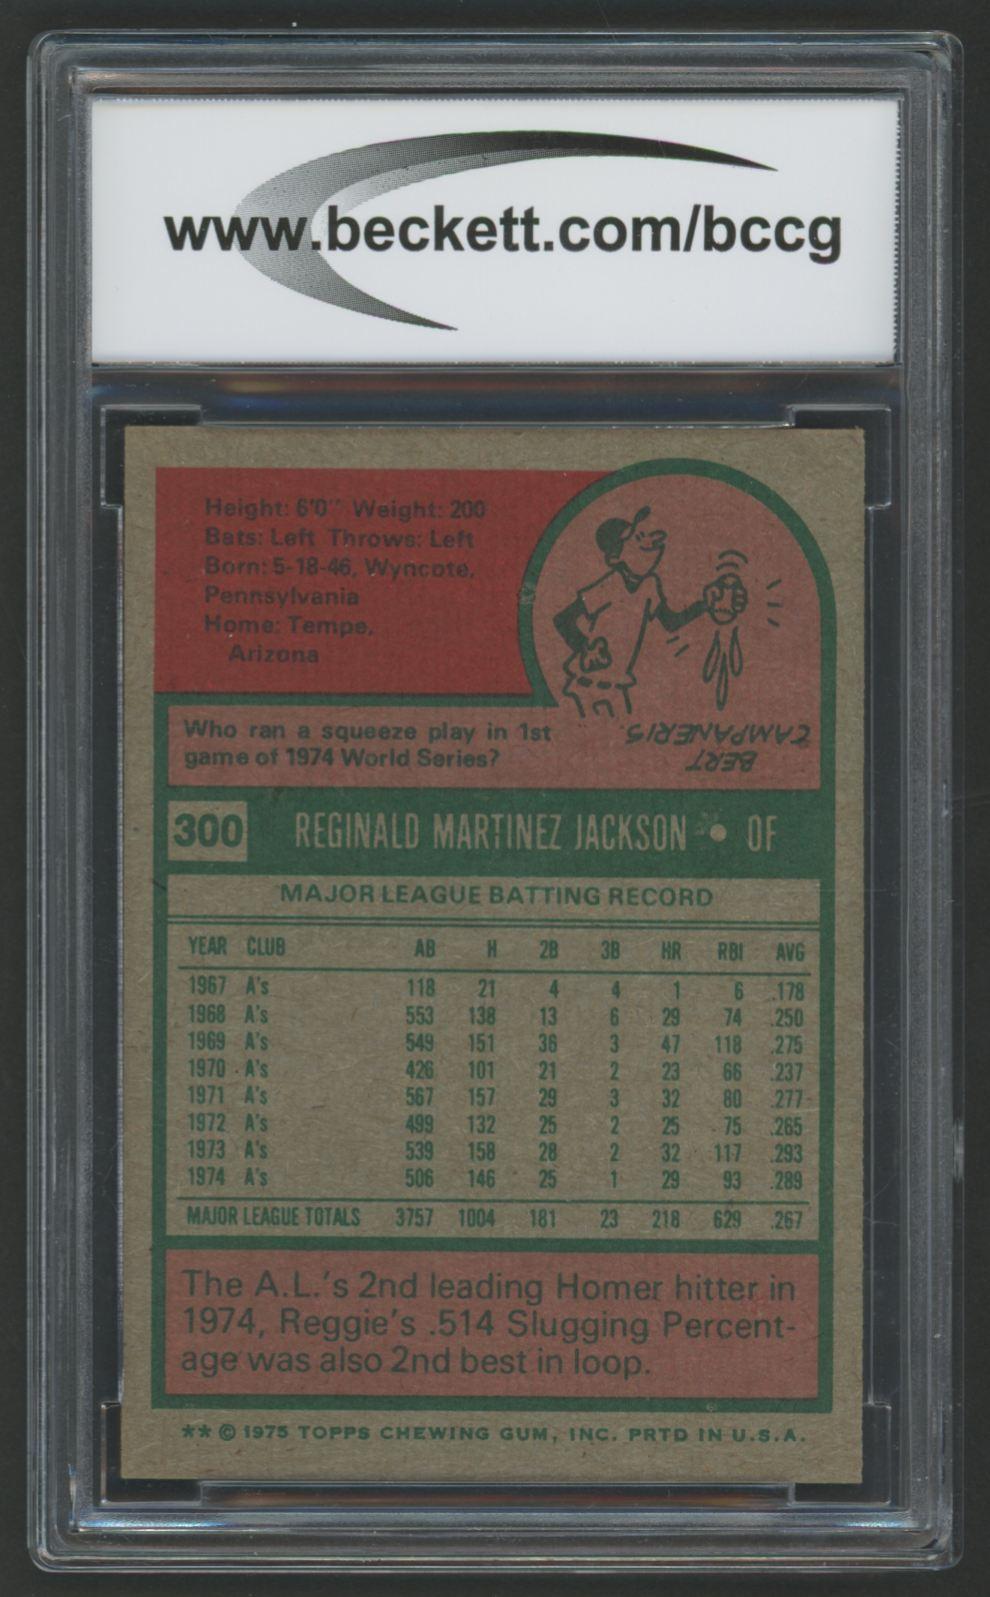 www.beckett.com/bccg
Height: 6'0" Weight: 200
Bats: Left Throws: Left
Born: 5-18-46, Wyncote,
Pennsylvania
Home: Tempe,
Arizona
Who ran a squeeze play in 1st
game of 1974 World Series?
BERT
CAMPANERIS.
300 REGINALD MARTINEZ JACKSON • OF
MAJOR LEAGUE BATTING RECORD
YEAR CLUB AB H 2B 3B HR RBI AVG
1967 A's 118 21 4 4 1 6 .178
1968 A's 553 138 13 6 29 74 .250
1969 A's 549 151 36 3 47 118 .275
1970 A's 426 101 21 2 23 66 .237
1971 A's 567 157 29 3 32 80 .277
1972 A's 499 132 25 2 25 75 .265
1973 A's 539 158 28 2 32 117 .293
1974 A's 506 146 25 1 29 93 .289
MAJOR LEAGUE TOTALS 3757 1004 181 23 218 629 .267
The A.L.'s 2nd leading Homer hitter in
1974, Reggie's .514 Slugging Percent-
age was also 2nd best in loop.
** © 1975 TOPPS CHEWING GUM, INC. PRTD IN U.S.A.